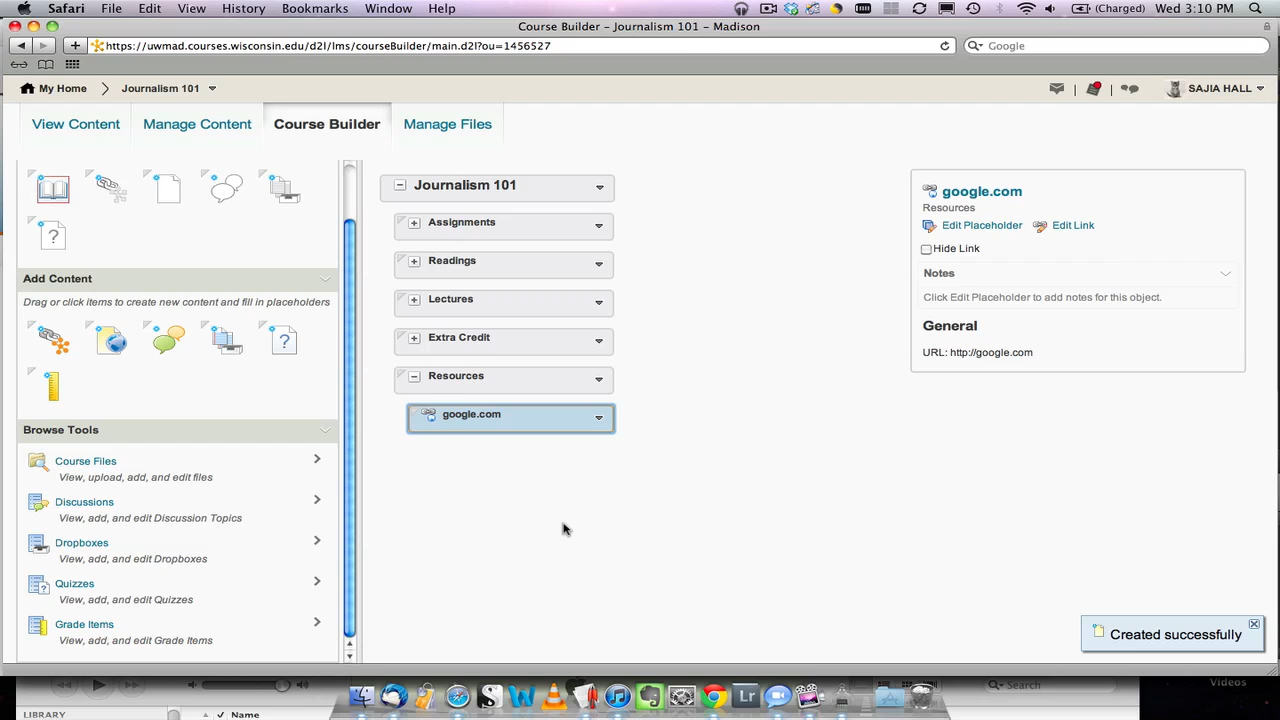 Safari File Edit View History Bookmarks Window Help (Charged) Wed 3:10 PM
Course Builder – Journalism 101 – Madison
https://uwmad.courses.wisconsin.edu/d2l/lms/courseBuilder/main.d2l?ou=1456527 Google
My Home Journalism 101 SAJIA HALL
View Content Manage Content Course Builder Manage Files
Add Content
Drag or click items to create new content and fill in placeholders
Browse Tools
Course Files
View, upload, add, and edit files
Discussions
View, add, and edit Discussion Topics
Dropboxes
View, add, and edit Dropboxes
Quizzes
View, add, and edit Quizzes
Grade Items
View, add, and edit Grade Items
Journalism 101
Assignments
Readings
Lectures
Extra Credit
Resources
google.com
google.com
Resources
Edit Placeholder Edit Link
Hide Link
Notes
Click Edit Placeholder to add notes for this object.
General
URL: http://google.com
Created successfully
Search
Videos
LIBRARY Name